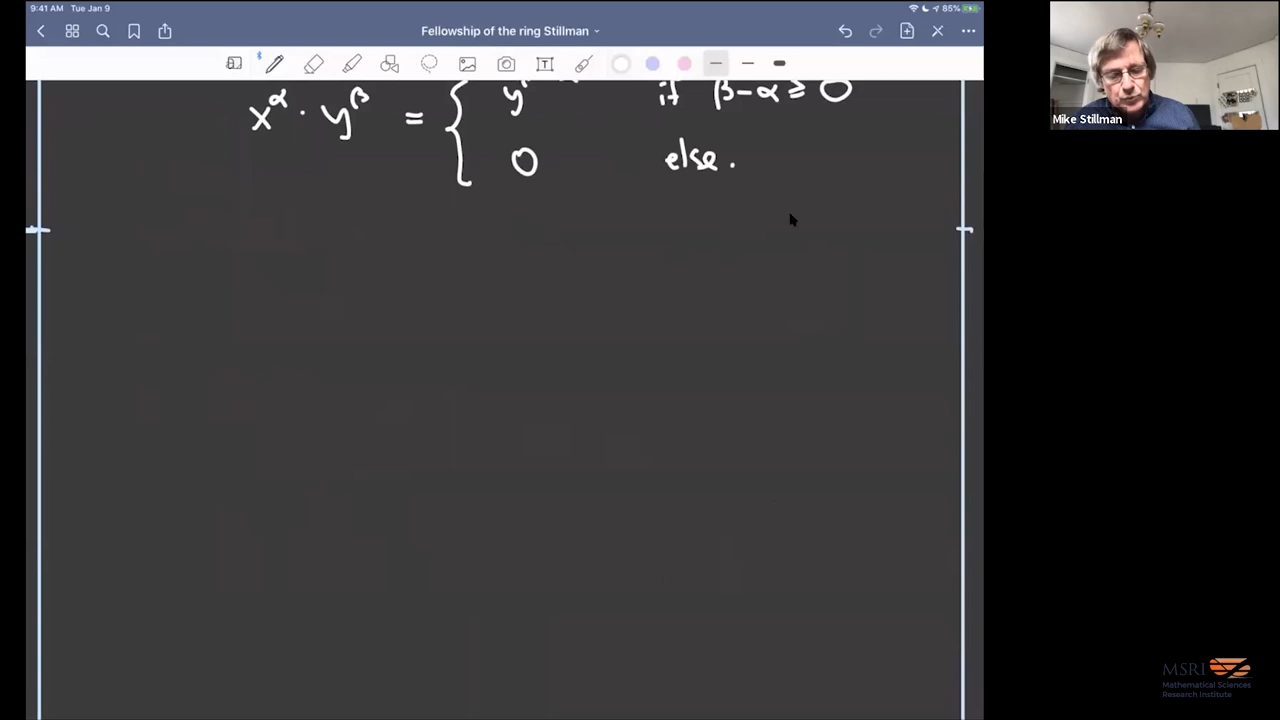 9:41 AM Tue Jan 9
85%
Fellowship of the ring Stillman
T
x^α · y^β = { if β-α ≥ 0
0 else.
Mike Stillman
MSRI
Mathematical Sciences
Research Institute